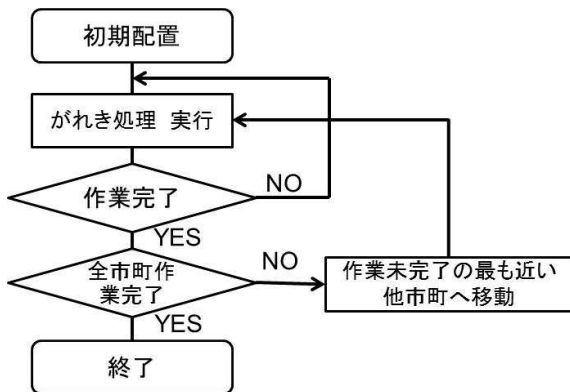 初期配置
がれき処理 実行
作業完了
NO
YES
全市町作
業完了
NO
作業未完了の最も近い
他市町へ移動
YES
終了